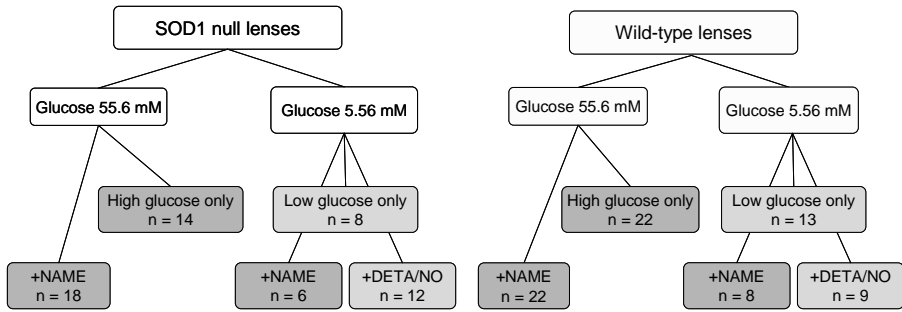 SOD1 null lenses
Glucose 55.6 mM
Glucose 5.56 mM
High glucose only
n = 14
Low glucose only
n = 8
+NAME
n = 18
+NAME
n = 6
+DETA/NO
n = 12
Wild-type lenses
Glucose 55.6 mM
Glucose 5.56 mM
High glucose only
n = 22
Low glucose only
n = 13
+NAME
n = 22
+NAME
n = 8
+DETA/NO
n = 9